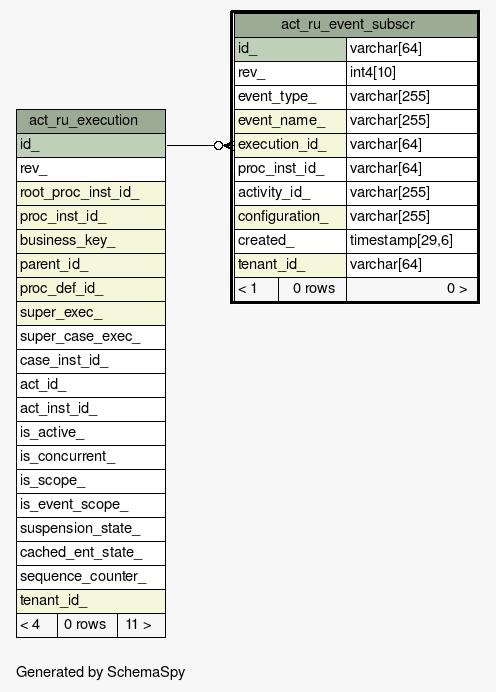 act_ru_event_subscr
id_ varchar[64]
rev_ int4[10]
event_type_ varchar[255]
event_name_ varchar[255]
execution_id_ varchar[64]
proc_inst_id_ varchar[64]
activity_id_ varchar[255]
configuration_ varchar[255]
created_ timestamp[29,6]
tenant_id_ varchar[64]
< 1 0 rows 0 >
act_ru_execution
id_
rev_
root_proc_inst_id_
proc_inst_id_
business_key_
parent_id_
proc_def_id_
super_exec_
super_case_exec_
case_inst_id_
act_id_
act_inst_id_
is_active_
is_concurrent_
is_scope_
is_event_scope_
suspension_state_
cached_ent_state_
sequence_counter_
tenant_id_
< 4 0 rows 11 >
Generated by SchemaSpy